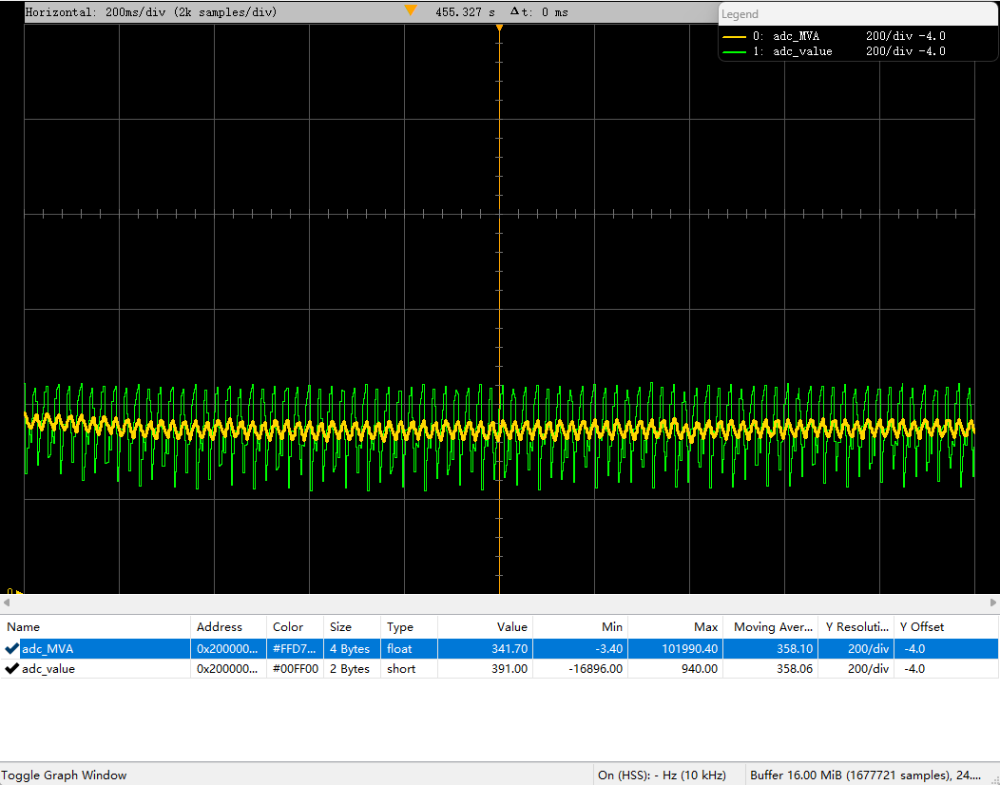 Horizontal: 200ms/div (2k samples/div) 455.327 s Δt: 0 ms
Legend
0: adc_MVA 200/div -4.0
1: adc_value 200/div -4.0
0
Name Address Color Size Type Value Min Max Moving Aver... Y Resoluti... Y Offset
adc_MVA 0x200000... #FFD7... 4 Bytes float 341.70 -3.40 101990.40 358.10 200/div -4.0
adc_value 0x200000... #00FF00 2 Bytes short 391.00 -16896.00 940.00 358.06 200/div -4.0
Toggle Graph Window On (HSS): - Hz (10 kHz) Buffer 16.00 MiB (1677721 samples), 24....